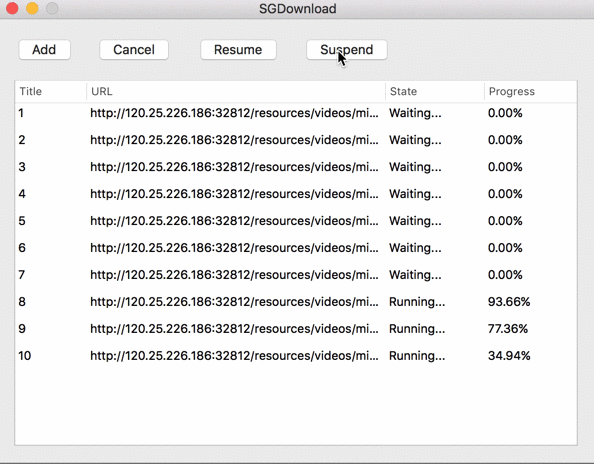 SGDownload
Add Cancel Resume Suspend
Title URL State Progress
1 http://120.25.226.186:32812/resources/videos/mi... Waiting... 0.00%
2 http://120.25.226.186:32812/resources/videos/mi... Waiting... 0.00%
3 http://120.25.226.186:32812/resources/videos/mi... Waiting... 0.00%
4 http://120.25.226.186:32812/resources/videos/mi... Waiting... 0.00%
5 http://120.25.226.186:32812/resources/videos/mi... Waiting... 0.00%
6 http://120.25.226.186:32812/resources/videos/mi... Waiting... 0.00%
7 http://120.25.226.186:32812/resources/videos/mi... Waiting... 0.00%
8 http://120.25.226.186:32812/resources/videos/mi... Running... 93.66%
9 http://120.25.226.186:32812/resources/videos/mi... Running... 77.36%
10 http://120.25.226.186:32812/resources/videos/mi... Running... 34.94%